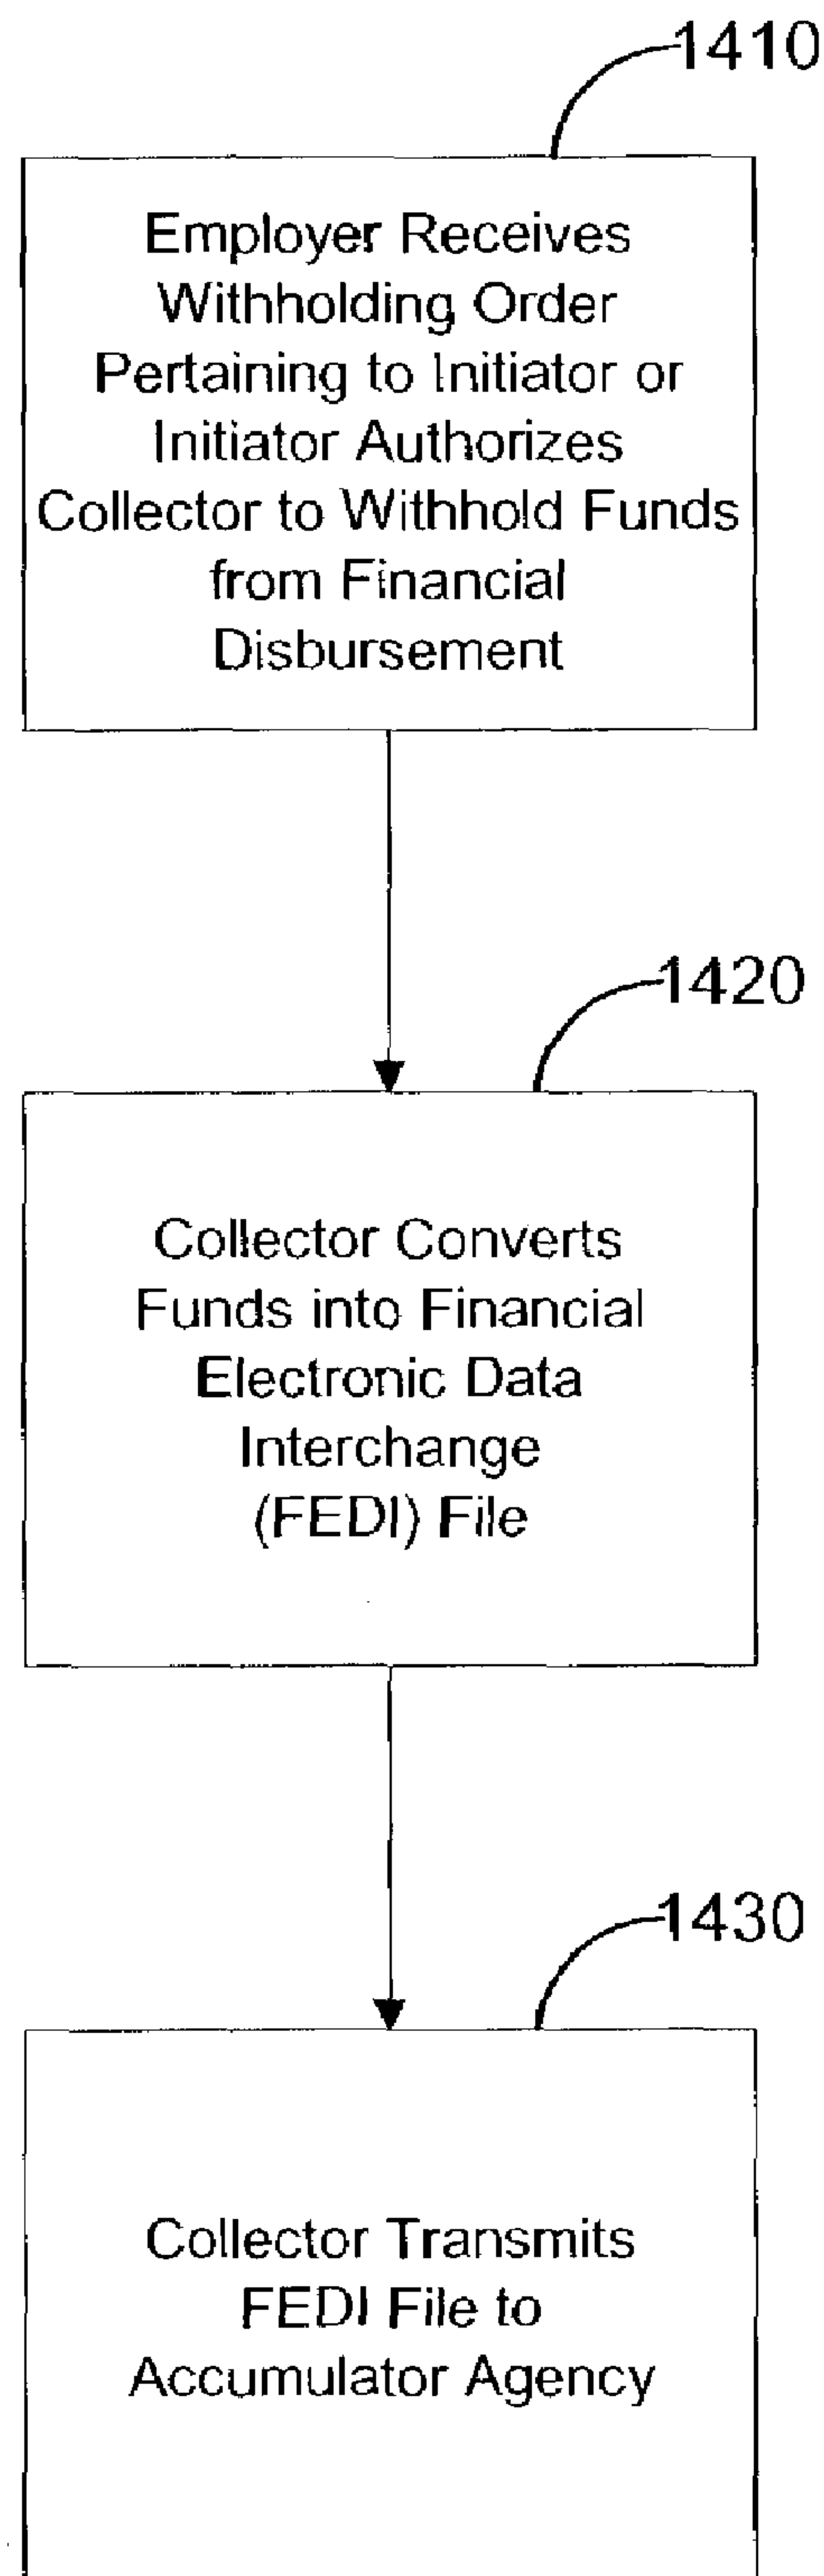 1410
Employer Receives
Withholding Order
Pertaining to Initiator or
Initiator Authorizes
Collector to Withhold Funds
from Financial
Disbursement
1420
Collector Converts
Funds into Financial
Electronic Data
Interchange
(FEDI) File
1430
Collector Transmits
FEDI File to
Accumulator Agency